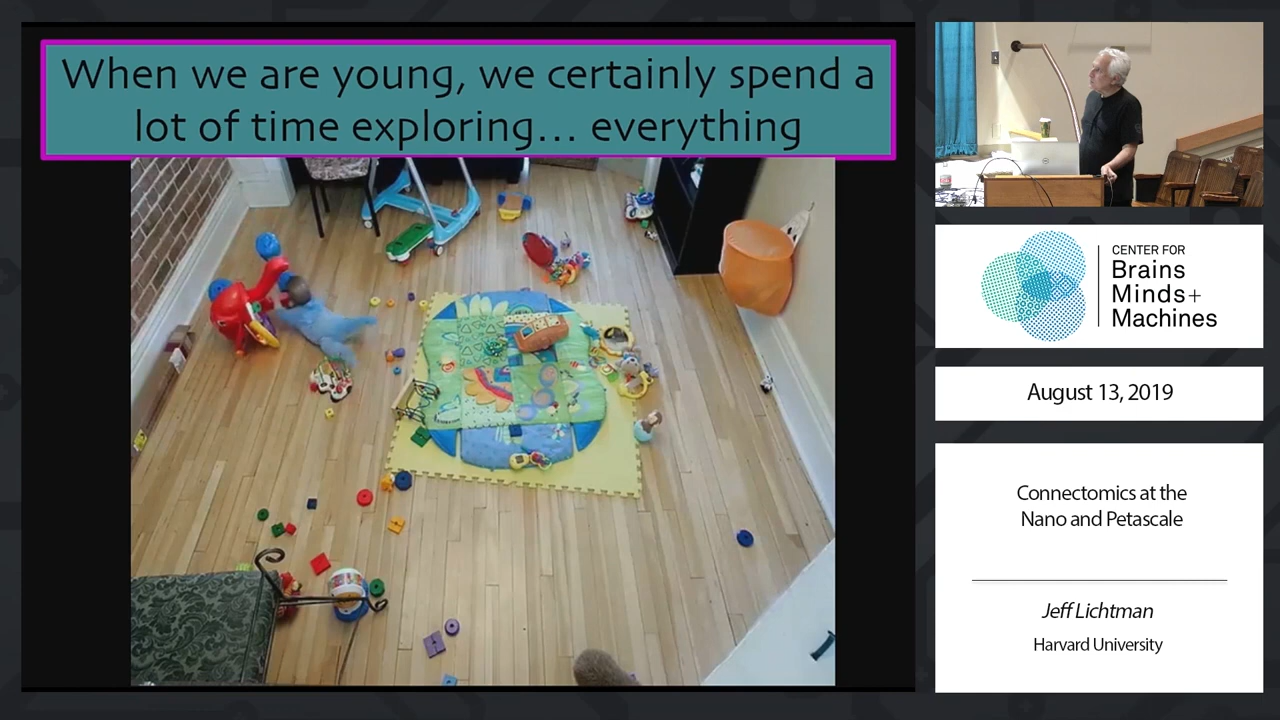 When we are young, we certainly spend a
lot of time exploring... everything
CENTER FOR
Brains
Minds+
Machines
August 13, 2019
Connectomics at the
Nano and Petascale
Jeff Lichtman
Harvard University